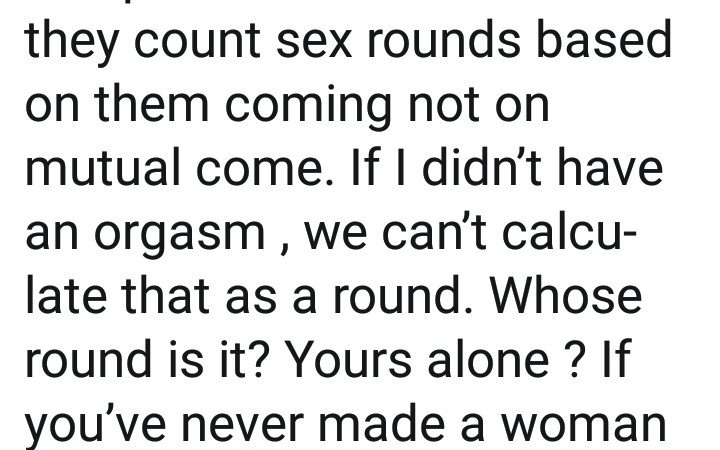 they count sex rounds based
on them coming not on
mutual come. If I didn’t have
an orgasm , we can’t calcu-
late that as a round. Whose
round is it? Yours alone ? If
you’ve never made a woman